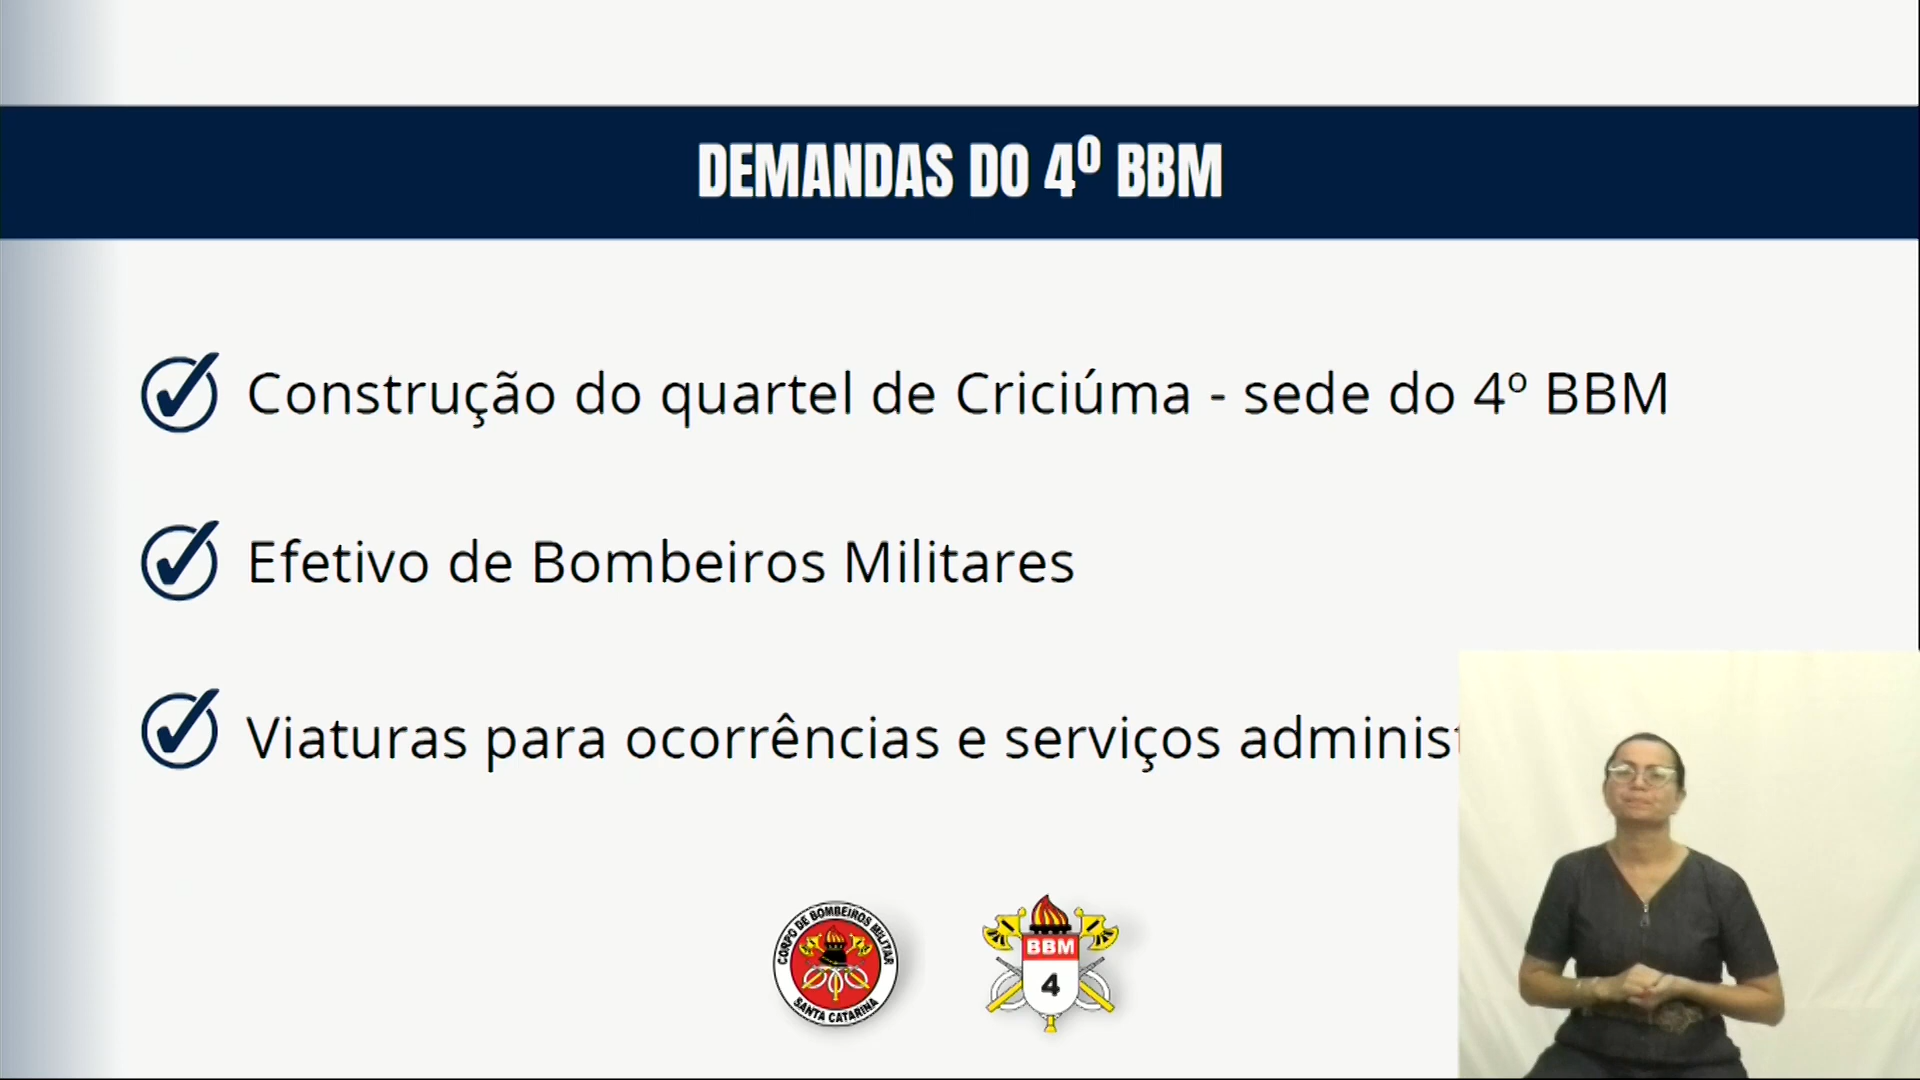 DEMANDAS DO 4º BBM
Construção do quartel de Criciúma - sede do 4º BBM
Efetivo de Bombeiros Militares
Viaturas para ocorrências e serviços
CORPO DE BOMBEIROS MILITAR
SANTA CATARINA
BBM
4